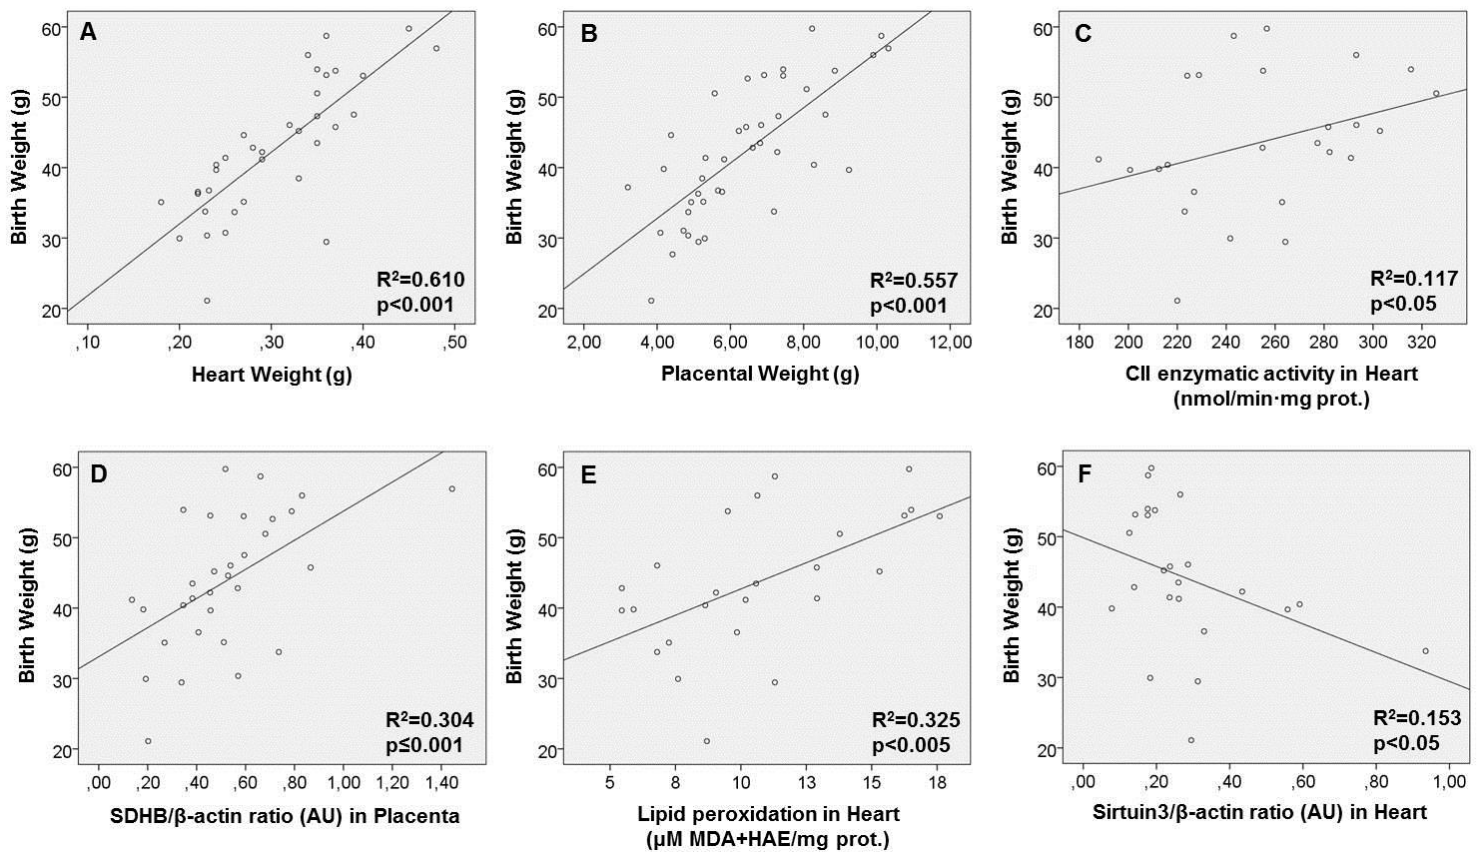 A
Birth Weight (g)
60
50
40
30
20
R²=0.610
p<0.001
,10 ,20 ,30 ,40 ,50
Heart Weight (g)
B
Birth Weight (g)
60
50
40
30
20
R²=0.557
p<0.001
2,00 4,00 6,00 8,00 10,00 12,00
Placental Weight (g)
C
Birth Weight (g)
60
50
40
30
20
R²=0.117
p<0.05
180 200 220 240 260 280 300 320
CII enzymatic activity in Heart
(nmol/min·mg prot.)
D
Birth Weight (g)
60
50
40
30
20
R²=0.304
p≤0.001
,00 ,20 ,40 ,60 ,80 1,00 1,20 1,40
SDHB/β-actin ratio (AU) in Placenta
E
Birth Weight (g)
60
50
40
30
20
R²=0.325
p<0.005
5 8 10 13 15 18
Lipid peroxidation in Heart
(µM MDA+HAE/mg prot.)
F
Birth Weight (g)
60
50
40
30
20
R²=0.153
p<0.05
,00 ,20 ,40 ,60 ,80 1,00
Sirtuin3/β-actin ratio (AU) in Heart